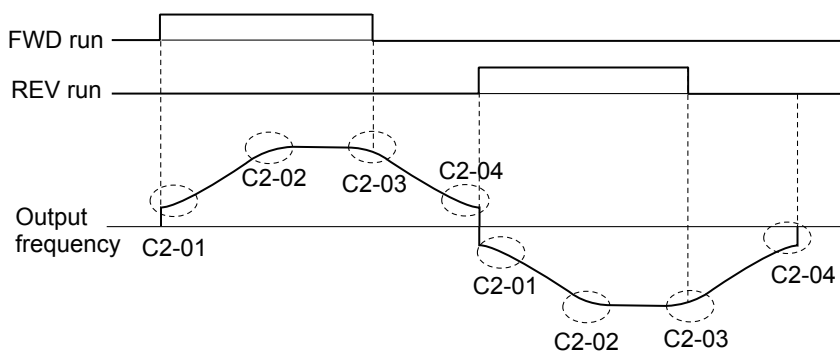 FWD run
REV run
C2-02
C2-03
C2-04
Output
frequency
C2-01
C2-01
C2-04
C2-02
C2-03